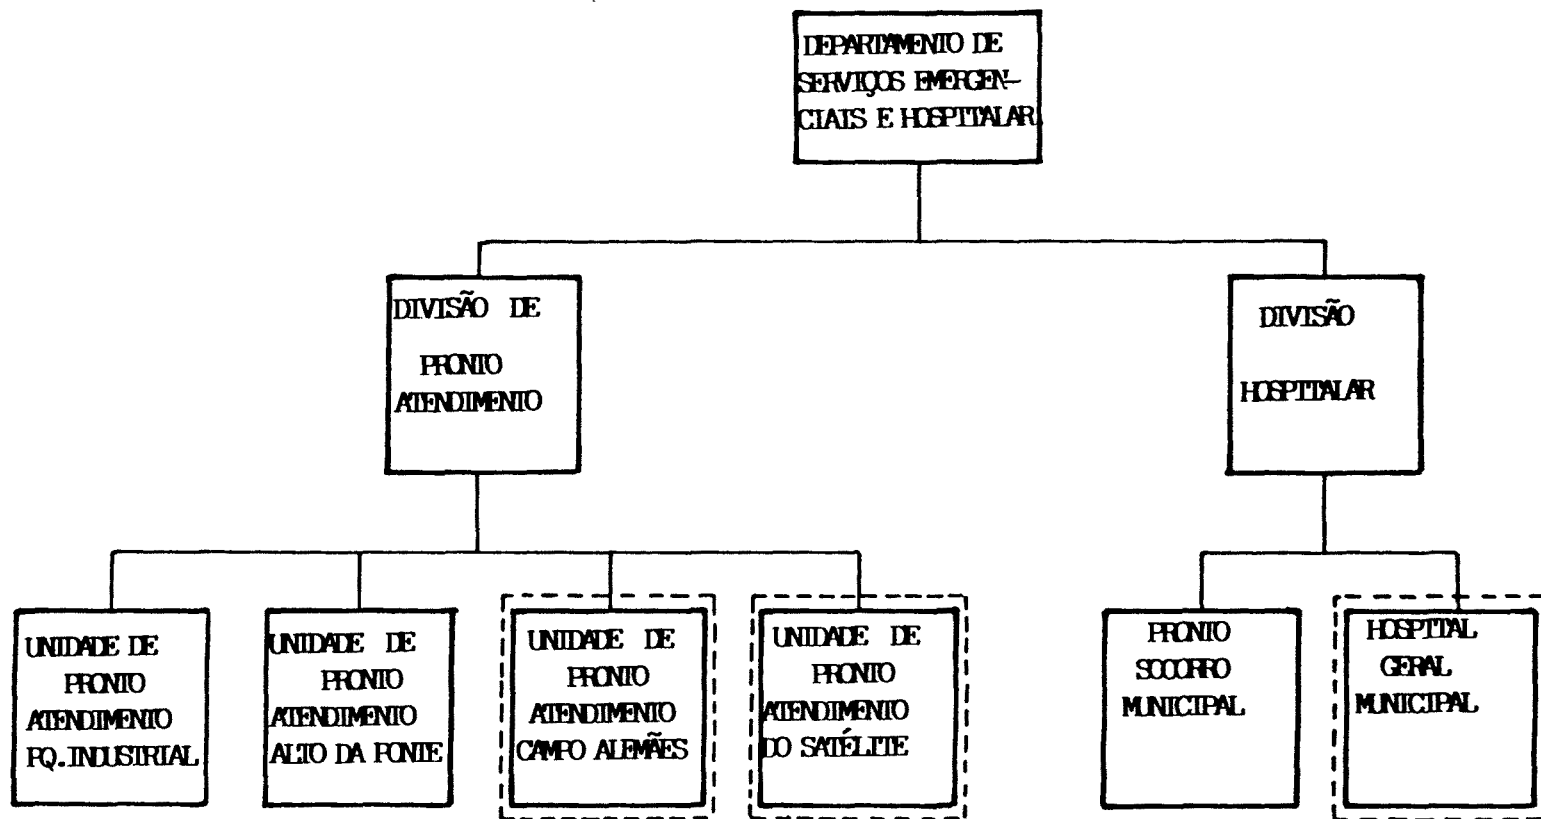 DEPARTAMENTO DE
SERVIÇOS EMERGEN-
CIAIS E HOSPITALAR
DIVISÃO DE
PRONTO
ATENDIMENTO
DIVISÃO
HOSPITALAR
UNIDADE DE
PRONTO
ATENDIMENTO
PQ.INDUSTRIAL
UNIDADE DE
PRONTO
ATENDIMENTO
ALTO DA PONTE
UNIDADE DE
PRONTO
ATENDIMENTO
CAMPO ALEMÃES
UNIDADE DE
PRONTO
ATENDIMENTO
DO SATÉLITE
PRONTO
SOCORRO
MUNICIPAL
HOSPITAL
GERAL
MUNICIPAL